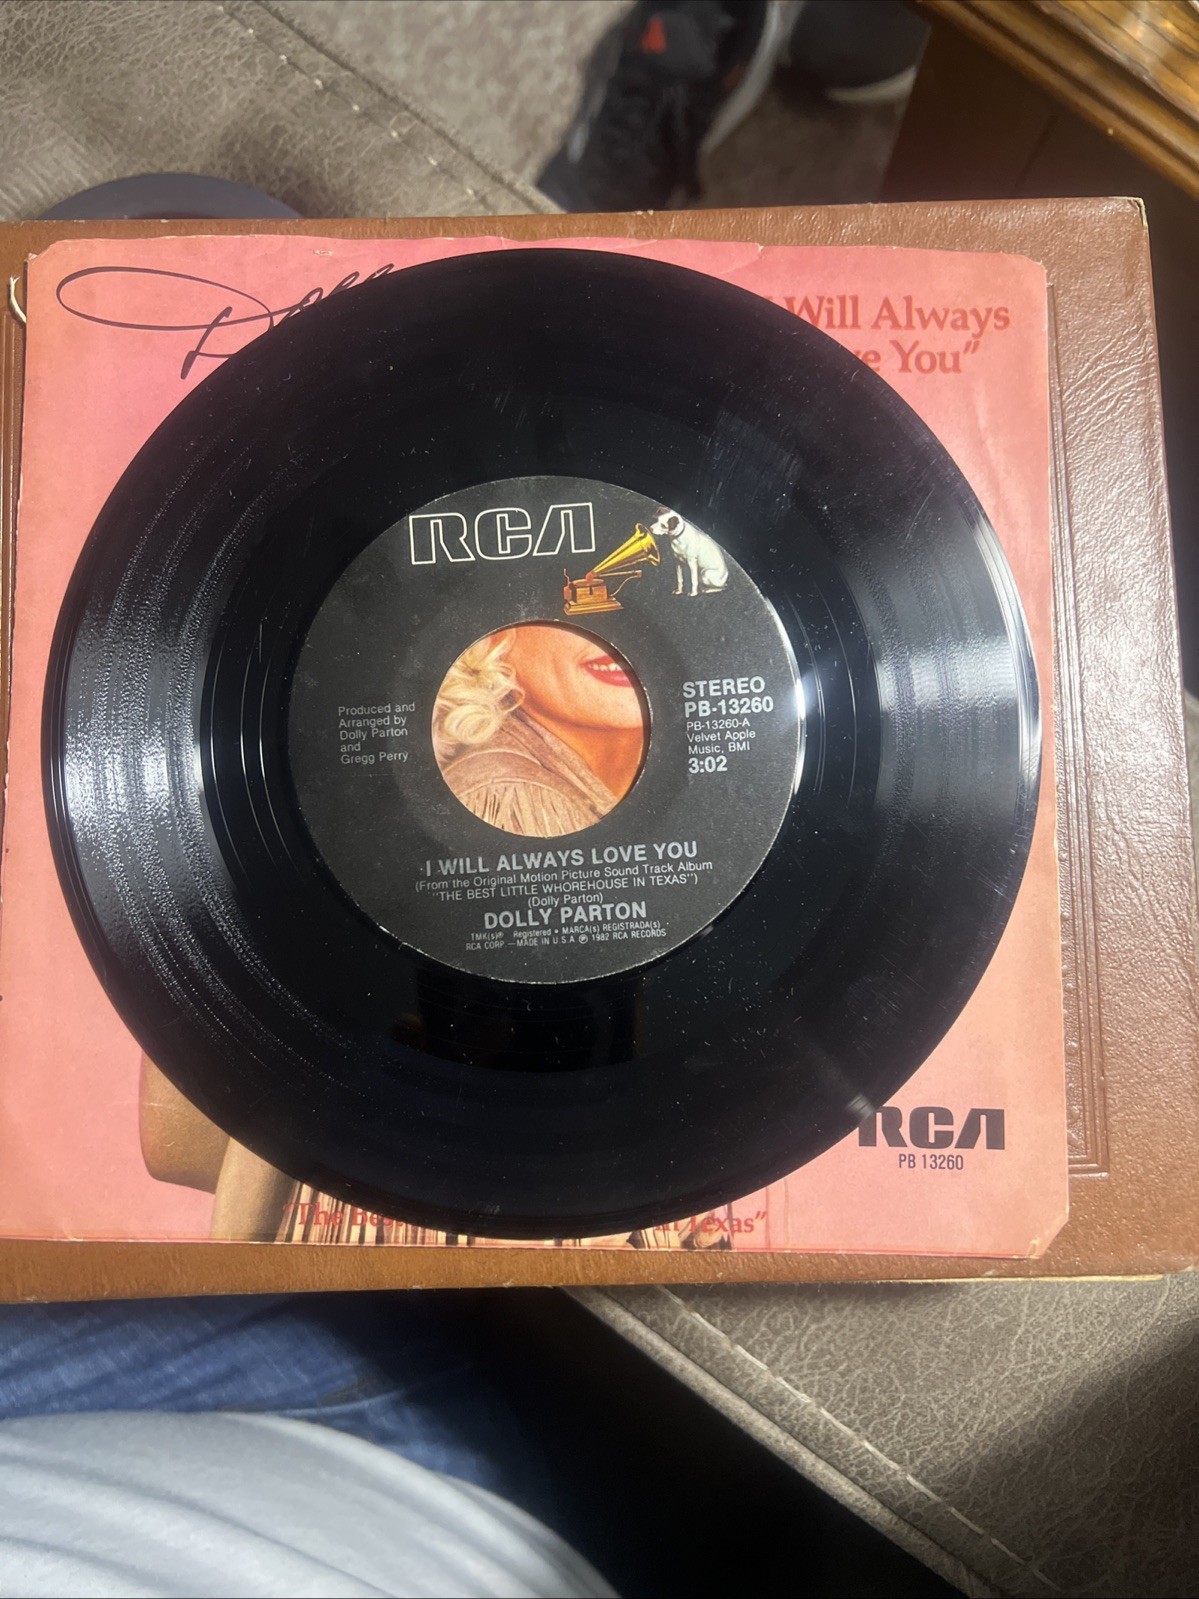 Will Always
You"
RCA
STEREO
PB-13260
PB-13260-A
Velvet Apple
Music, BMI
3:02
Produced and
Arranged by
Dolly Parton
and
Gregg Perry
I WILL ALWAYS LOVE YOU
(From the Original Motion Picture Sound Track Album
"THE BEST LITTLE WHOREHOUSE IN TEXAS")
(Dolly Parton)
DOLLY PARTON
TMK(s)® Registered • MARCA(s) REGISTRADA(s)
RCA CORP.—MADE IN U.S.A. ℗ 1982 RCA RECORDS
RCA
PB 13260
"The Texas"